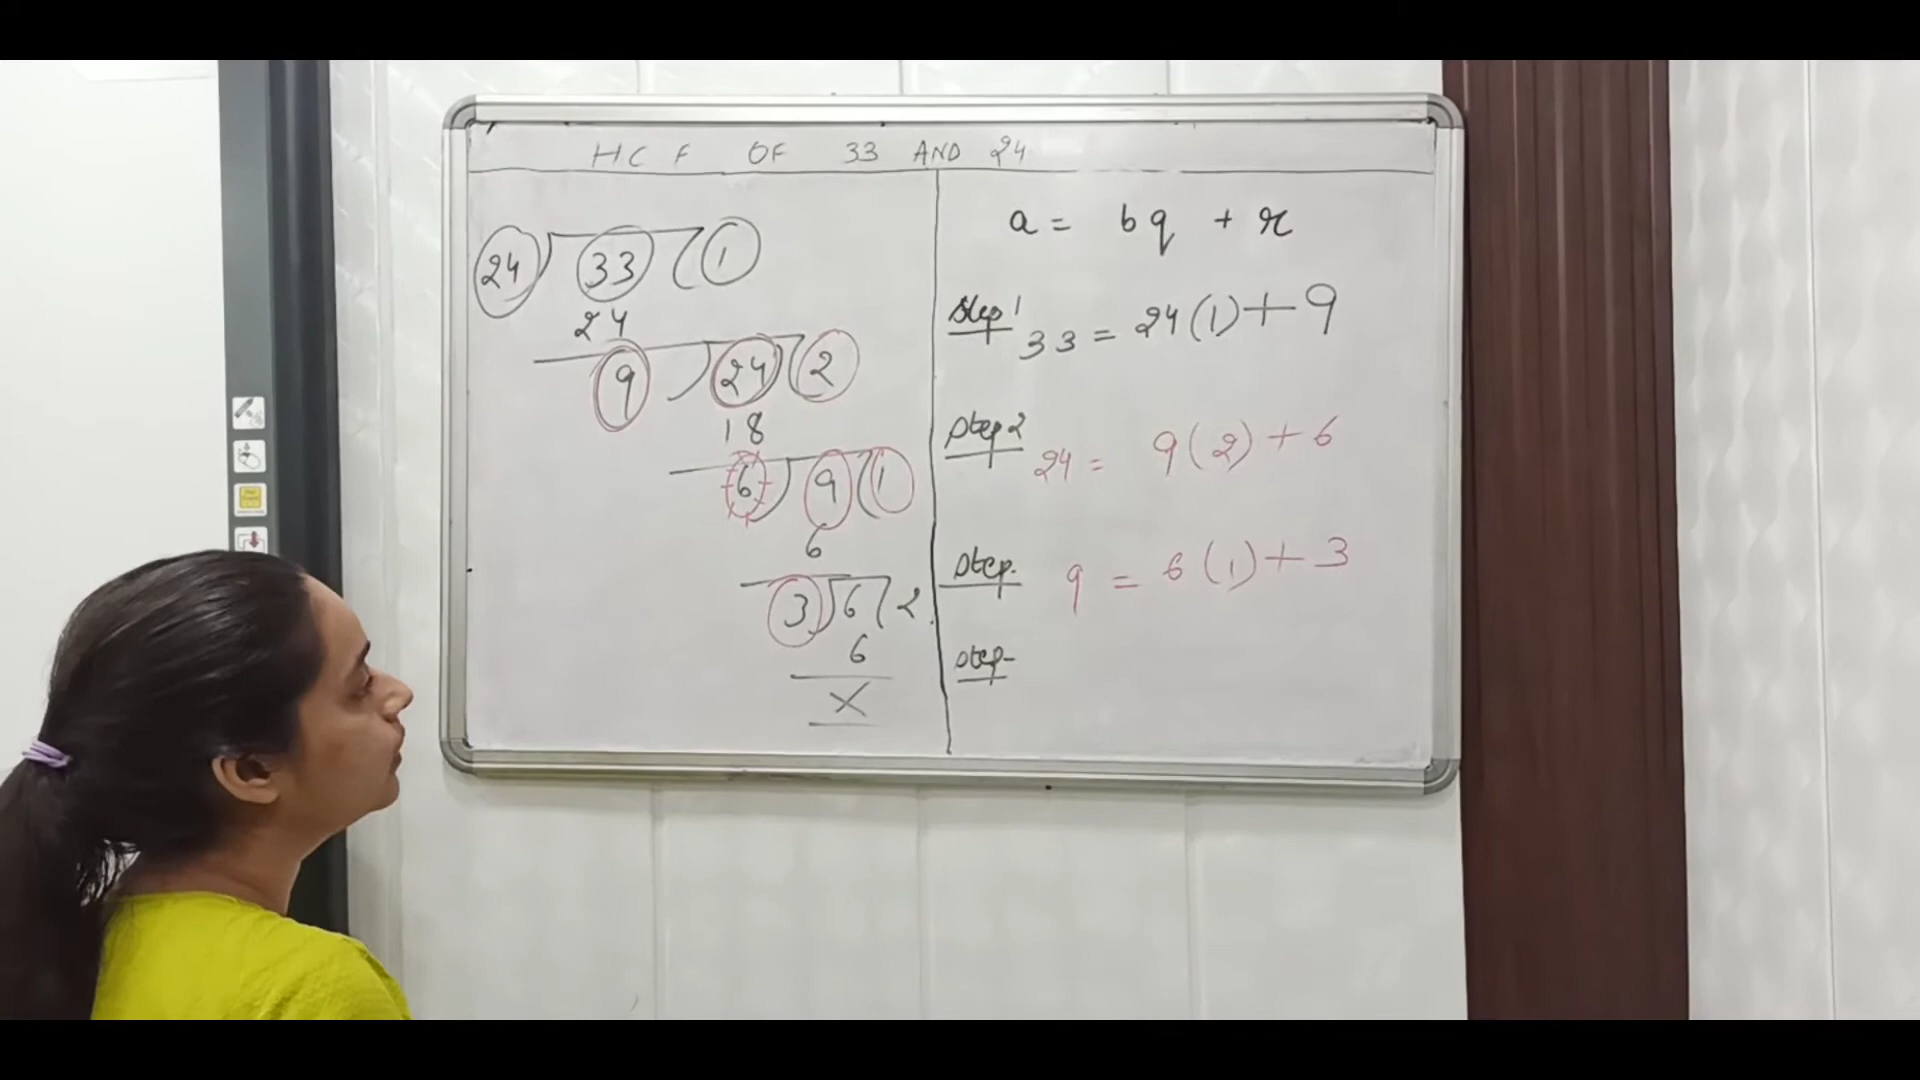 HCF OF 33 AND 24
24) 33 (1
24
9) 24 (2
18
6) 9 (1
6
3) 6 (2
6
X
a = bq + r
Step 1
33 = 24(1) + 9
Step 2
24 = 9(2) + 6
Step-
9 = 6(1) + 3
Step-